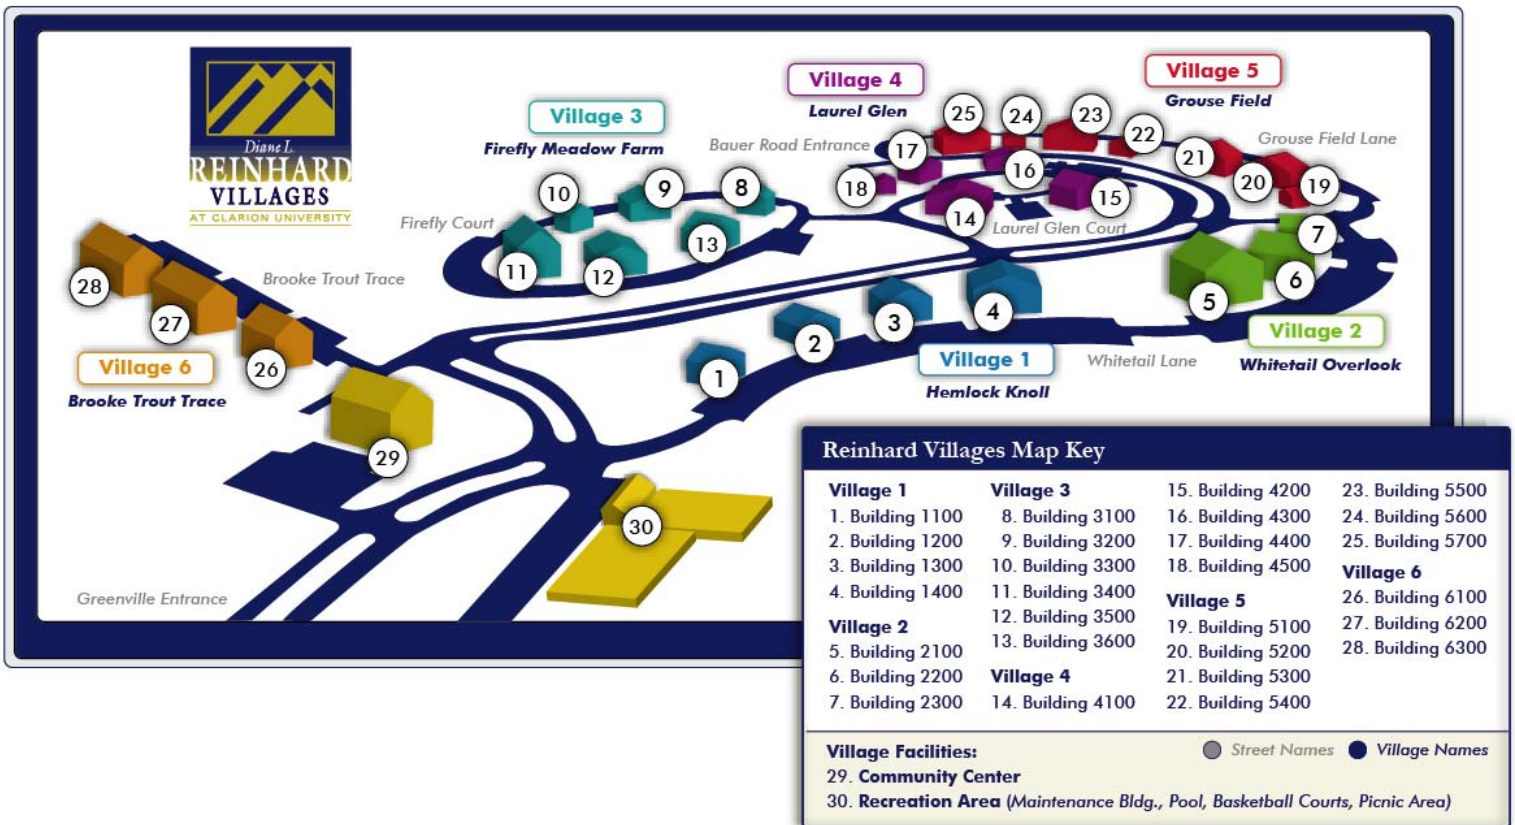 Diane L.
REINHARD
VILLAGES
AT CLARION UNIVERSITY
Village 3
Firefly Meadow Farm
Village 4
Laurel Glen
Village 5
Grouse Field
Bauer Road Entrance
Grouse Field Lane
Firefly Court
Laurel Glen Court
Brooke Trout Trace
25
24
23
22
21
20
19
17
18
16
15
14
10
9
8
11
12
13
7
6
5
28
27
26
4
3
2
1
29
30
Village 6
Brooke Trout Trace
Village 1
Hemlock Knoll
Whitetail Lane
Village 2
Whitetail Overlook
Greenville Entrance
Reinhard Villages Map Key
Village 1
1. Building 1100
2. Building 1200
3. Building 1300
4. Building 1400
Village 2
5. Building 2100
6. Building 2200
7. Building 2300
Village 3
8. Building 3100
9. Building 3200
10. Building 3300
11. Building 3400
12. Building 3500
13. Building 3600
Village 4
14. Building 4100
15. Building 4200
16. Building 4300
17. Building 4400
18. Building 4500
Village 5
19. Building 5100
20. Building 5200
21. Building 5300
22. Building 5400
23. Building 5500
24. Building 5600
25. Building 5700
Village 6
26. Building 6100
27. Building 6200
28. Building 6300
Village Facilities:
Street Names
Village Names
29. Community Center
30. Recreation Area (Maintenance Bldg., Pool, Basketball Courts, Picnic Area)